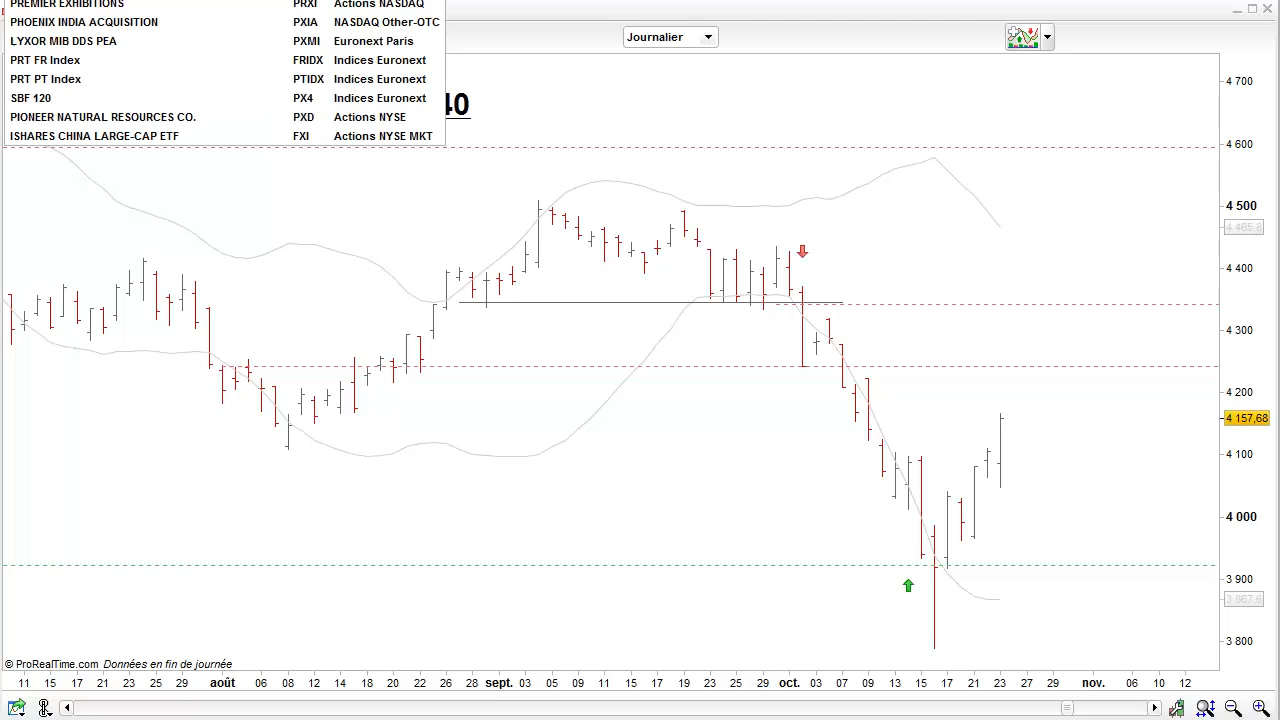 PREMIER EXHIBITIONS PRXI Actions NASDAQ
PHOENIX INDIA ACQUISITION PXIA NASDAQ Other-OTC
LYXOR MIB DDS PEA PXMI Euronext Paris
PRT FR Index FRIDX Indices Euronext
PRT PT Index PTIDX Indices Euronext
SBF 120 PX4 Indices Euronext
PIONEER NATURAL RESOURCES CO. PXD Actions NYSE
ISHARES CHINA LARGE-CAP ETF FXI Actions NYSE MKT
Journalier
40
4 700
4 600
4 500
4 465,8
4 400
4 300
4 200
4 157,68
4 100
4 000
3 900
3 867,6
3 800
© ProRealTime.com Données en fin de journée
11 15 17 21 23 25 29 août 06 08 12 14 18 20 22 26 28 sept. 03 05 09 11 15 17 19 23 25 29 oct. 03 07 09 13 15 17 21 23 27 29 nov. 06 10 12